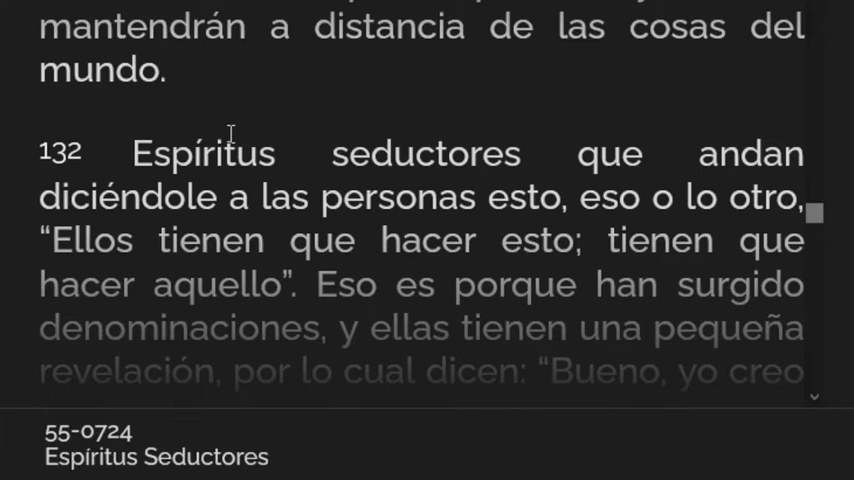 mantendrán a distancia de las cosas del
mundo.
132 Espíritus seductores que andan
diciéndole a las personas esto, eso o lo otro,
“Ellos tienen que hacer esto; tienen que
hacer aquello”. Eso es porque han surgido
denominaciones, y ellas tienen una pequeña
revelación, por lo cual dicen: “Bueno, yo creo
55-0724
Espíritus Seductores